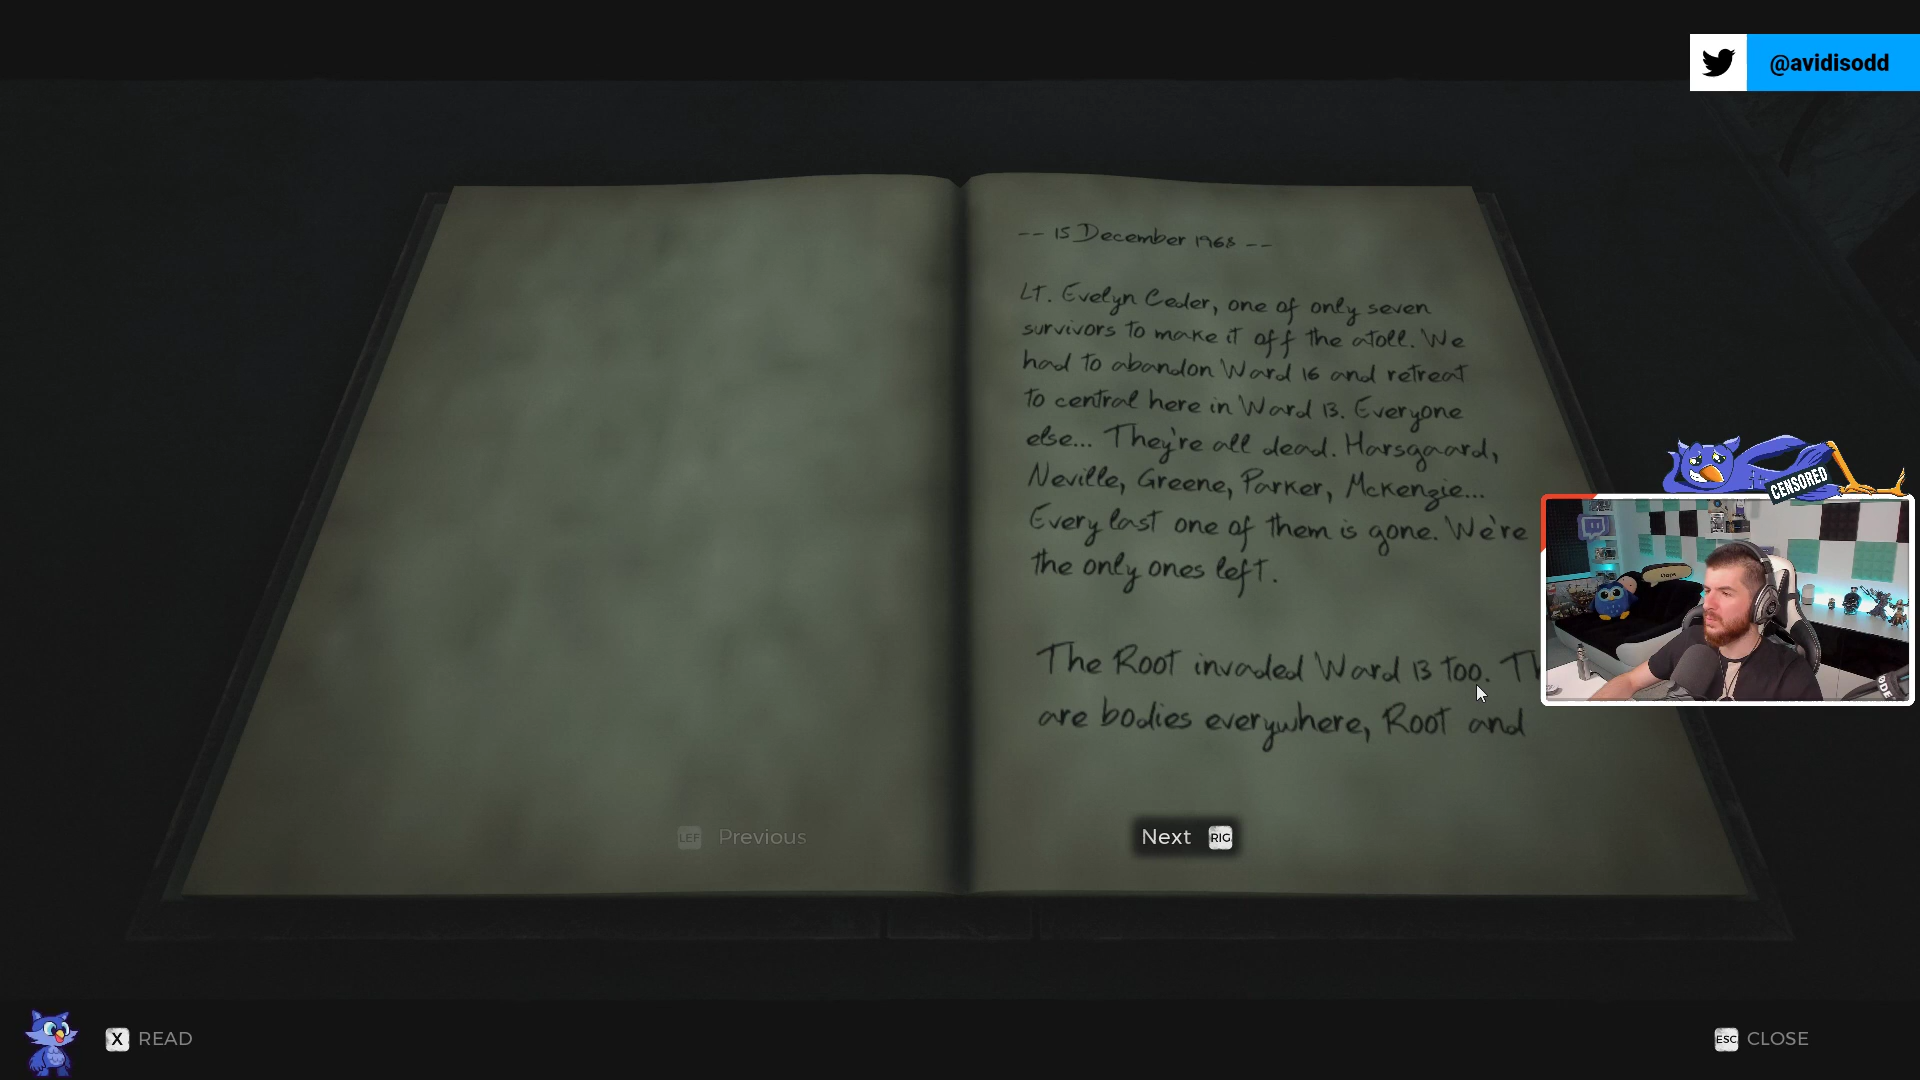 @avidisodd
-- 15 December 1968 --
Lt. Evelyn Ceder, one of only seven
survivors to make it off the atoll. We
had to abandon Ward 16 and retreat
to central here in Ward 13. Everyone
else... They're all dead. Harsgaard,
Neville, Greene, Parker, McKenzie...
Every last one of them is gone. We're
the only ones left.
The Root invaded Ward 13 too.
are bodies everywhere, Root and
CENSORED
LEF Previous
Next RIG
X READ
ESC CLOSE